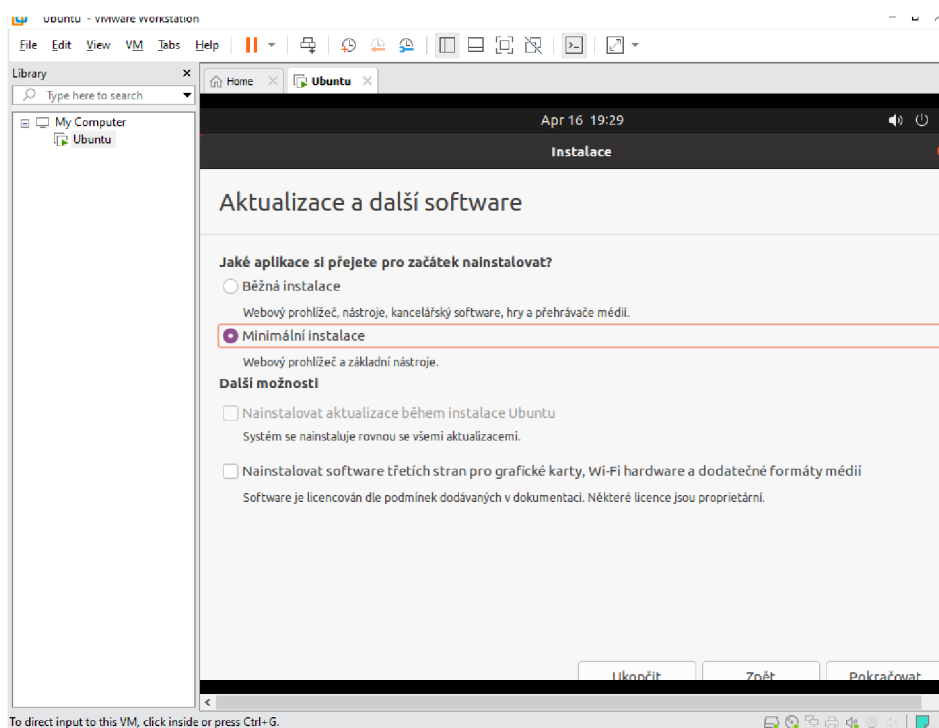 Ubuntu - VMware Workstation
File Edit View VM Tabs Help
Library
Home
Ubuntu
Type here to search
My Computer
Ubuntu
Apr 16 19:29
Instalace
Aktualizace a další software
Jaké aplikace si přejete pro začátek nainstalovat?
Běžná instalace
Webový prohlížeč, nástroje, kancelářský software, hry a přehrávače médií.
Minimální instalace
Webový prohlížeč a základní nástroje.
Další možnosti
Nainstalovat aktualizace během instalace Ubuntu
Systém se nainstaluje rovnou se všemi aktualizacemi.
Nainstalovat software třetích stran pro grafické karty, Wi-Fi hardware a dodatečné formáty médií
Software je licencován dle podmínek dodávaných v dokumentaci. Některé licence jsou proprietární.
Ukončit Zpět Pokračovat
To direct input to this VM, click inside or press Ctrl+G.